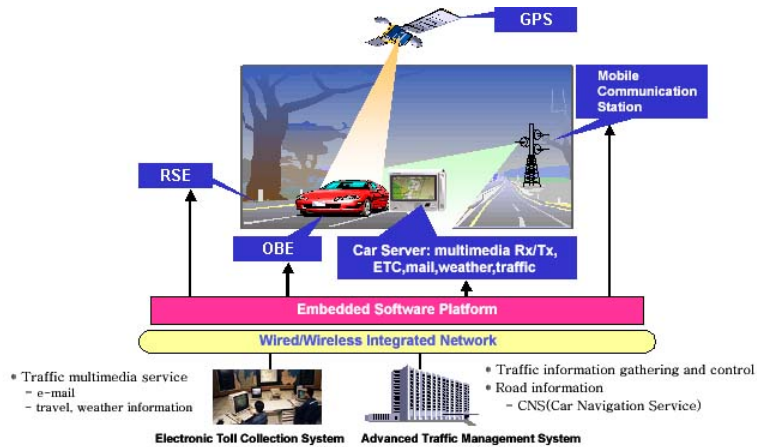 GPS
Mobile
Communication
Station
RSE
OBE
Car Server: multimedia Rx/Tx,
ETC,mail,weather,traffic
Embedded Software Platform
Wired/Wireless Integrated Network
* Traffic multimedia service
- e-mail
- travel, weather information
* Traffic information gathering and control
* Road information
- CNS(Car Navigation Service)
Electronic Toll Collection System
Advanced Traffic Management System